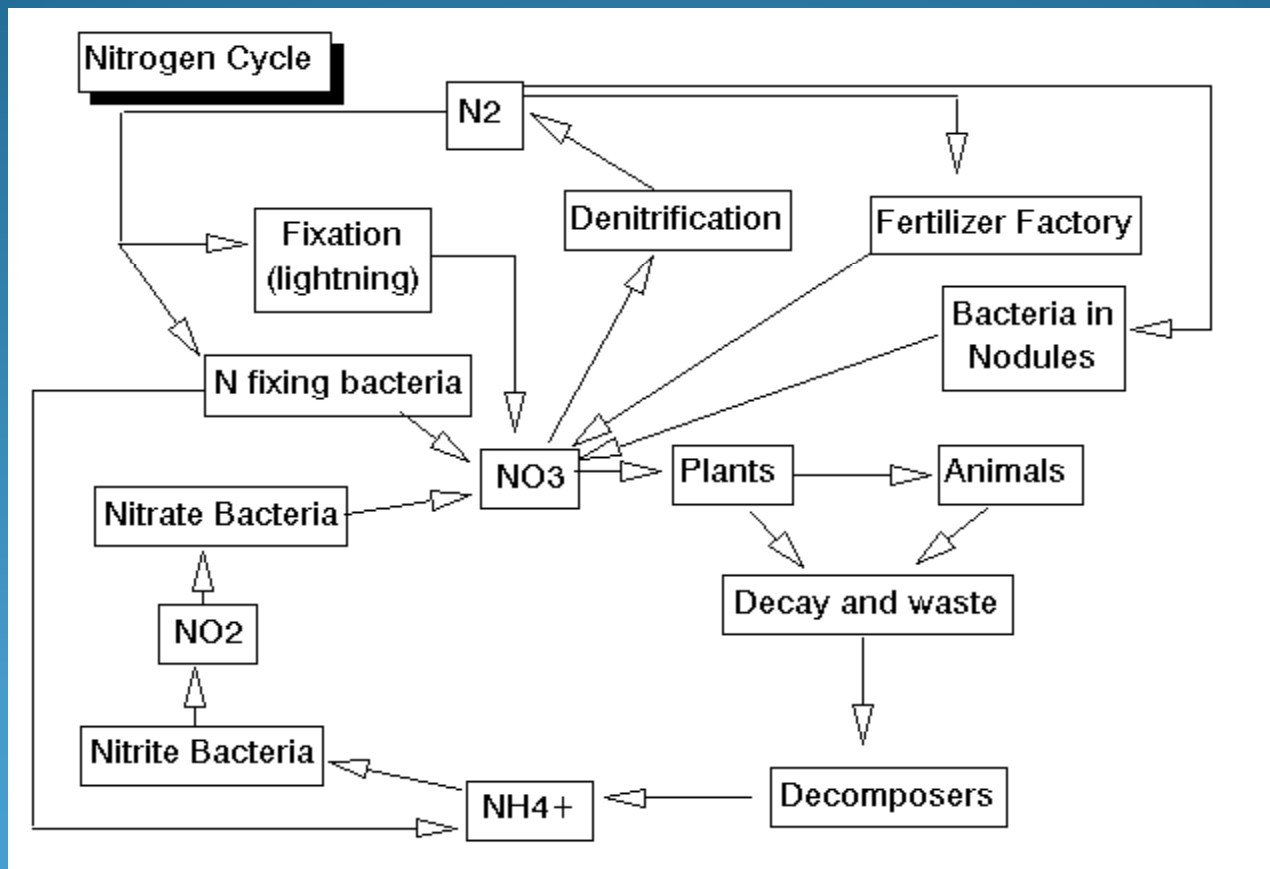 Nitrogen Cycle
N2
Denitrification
Fertilizer Factory
Fixation
(lightning)
Bacteria in
Nodules
N fixing bacteria
NO3
Plants
Animals
Nitrate Bacteria
Decay and waste
NO2
Nitrite Bacteria
NH4+
Decomposers